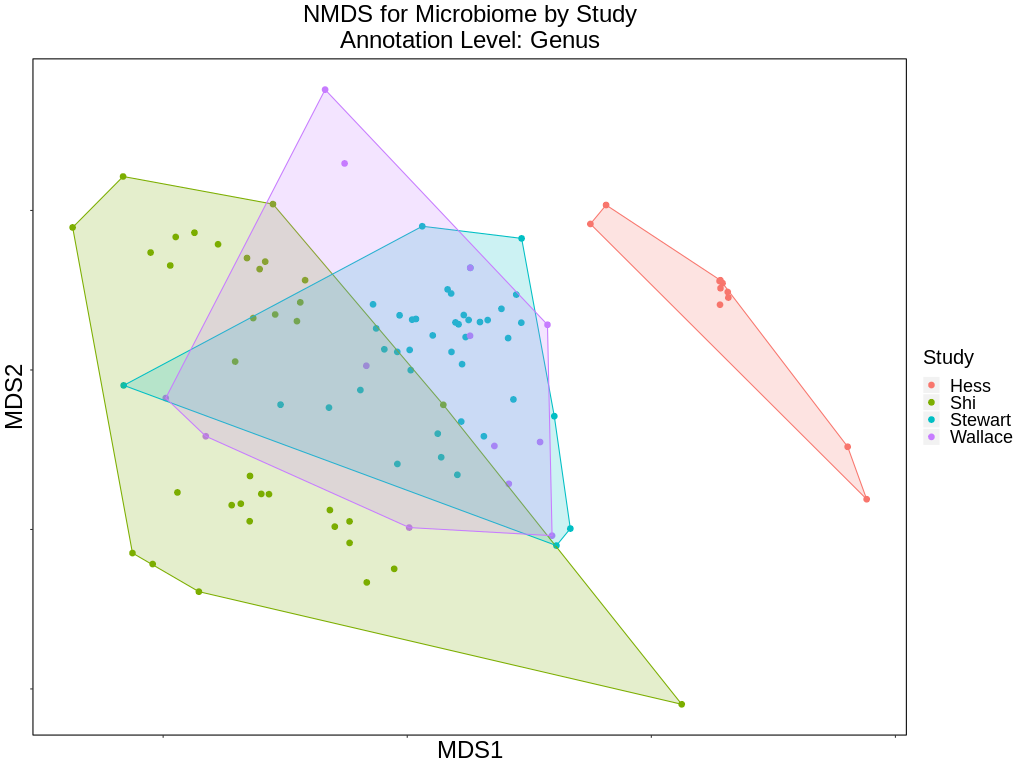 NMDS for Microbiome by Study
Annotation Level: Genus
MDS2
MDS1
Study
Hess
Shi
Stewart
Wallace